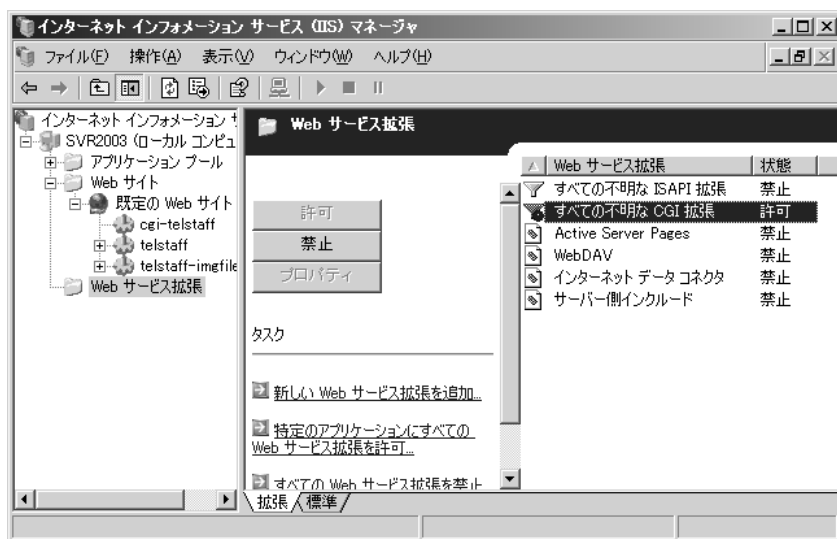 インターネット インフォメーション サービス (IIS) マネージャ
ファイル(F) 操作(A) 表示(V) ウィンドウ(W) ヘルプ(H)
インターネット インフォメーション サ
SVR2003 (ローカル コンピュ
アプリケーション プール
Web サイト
既定の Web サイト
cgi-telstaff
telstaff
telstaff-imgfile
Web サービス拡張
Web サービス拡張
許可
禁止
プロパティ
タスク
新しい Web サービス拡張を追加...
特定のアプリケーションにすべての
Web サービス拡張を許可...
すべての Web サービス拡張を禁止
Web サービス拡張 状態
すべての不明な ISAPI 拡張 禁止
すべての不明な CGI 拡張 許可
Active Server Pages 禁止
WebDAV 禁止
インターネット データ コネクタ 禁止
サーバー側インクルード 禁止
拡張 標準